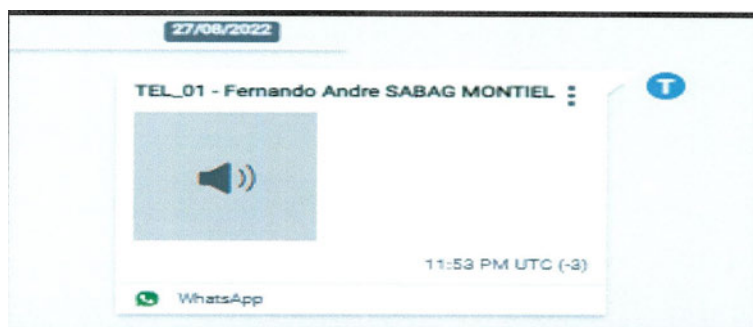 27/08/2022
TEL_01 - Fernando Andre SABAG MONTIEL
T
11:53 PM UTC (-3)
WhatsApp